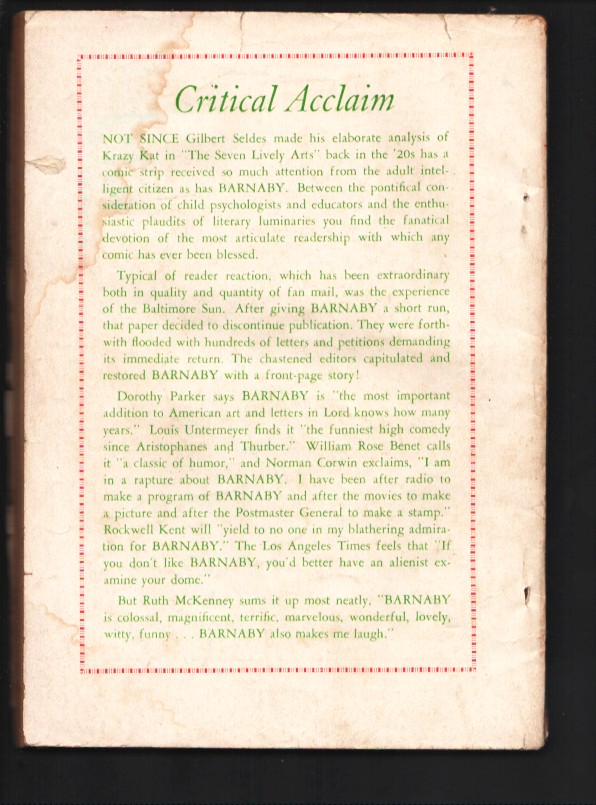 Critical Acclaim
NOT SINCE Gilbert Seldes made his elaborate analysis of
Krazy Kat in "The Seven Lively Arts" back in the '20s has a
comic strip received so much attention from the adult intel-
ligent citizen as has BARNABY. Between the pontifical con-
sideration of child psychologists and educators and the enthu-
siastic plaudits of literary luminaries you find the fanatical
devotion of the most articulate readership with which any
comic has ever been blessed.
Typical of reader reaction, which has been extraordinary
both in quality and quantity of fan mail, was the experience
of the Baltimore Sun. After giving BARNABY a short run,
that paper decided to discontinue publication. They were forth-
with flooded with hundreds of letters and petitions demanding
its immediate return. The chastened editors capitulated and
restored BARNABY with a front-page story!
Dorothy Parker says BARNABY is "the most important
addition to American art and letters in Lord knows how many
years." Louis Untermeyer finds it "the funniest high comedy
since Aristophanes and Thurber." William Rose Benet calls
it "a classic of humor," and Norman Corwin exclaims, "I am
in a rapture about BARNABY. I have been after radio to
make a program of BARNABY and after the movies to make
a picture and after the Postmaster General to make a stamp."
Rockwell Kent will "yield to no one in my blathering admira-
tion for BARNABY." The Los Angeles Times feels that "If
you don't like BARNABY, you'd better have an alienist ex-
amine your dome."
But Ruth McKenney sums it up most neatly, "BARNABY
is colossal, magnificent, terrific, marvelous, wonderful, lovely,
witty, funny . . . BARNABY also makes me laugh."